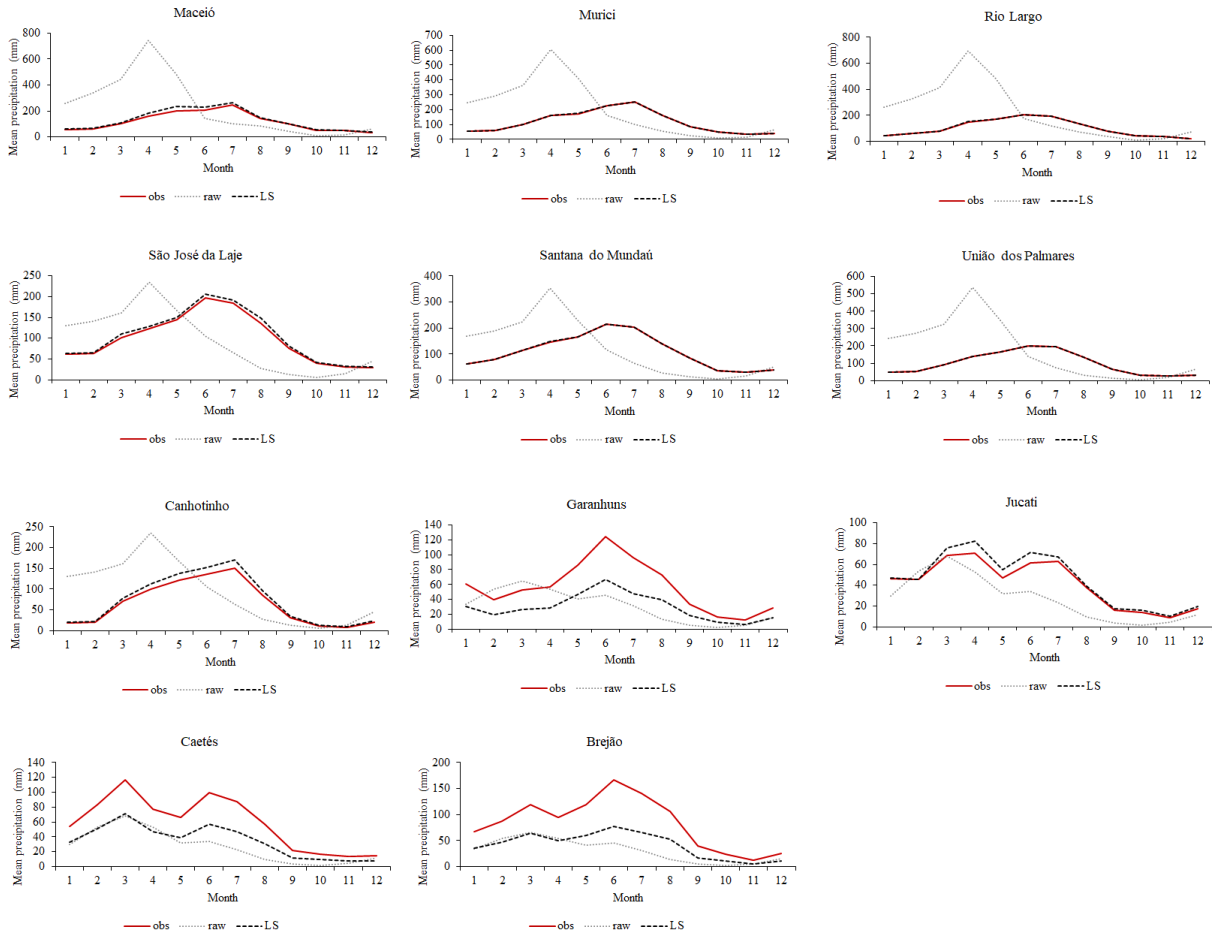 Maceió
Mean precipitation (mm)
800
600
400
200
0
1 2 3 4 5 6 7 8 9 10 11 12
Month
obs raw LS
Murici
Mean precipitation (mm)
700
600
500
400
300
200
100
0
1 2 3 4 5 6 7 8 9 10 11 12
Month
obs raw LS
Rio Largo
Mean precipitation (mm)
800
600
400
200
0
1 2 3 4 5 6 7 8 9 10 11 12
Month
obs raw LS
São José da Laje
Mean precipitation (mm)
250
200
150
100
50
0
1 2 3 4 5 6 7 8 9 10 11 12
Month
obs raw LS
Santana do Mundaú
Mean precipitation (mm)
400
300
200
100
0
1 2 3 4 5 6 7 8 9 10 11 12
Month
obs raw LS
União dos Palmares
Mean precipitation (mm)
600
500
400
300
200
100
0
1 2 3 4 5 6 7 8 9 10 11 12
Month
obs raw LS
Canhotinho
Mean precipitation (mm)
250
200
150
100
50
0
1 2 3 4 5 6 7 8 9 10 11 12
Month
obs raw LS
Garanhuns
Mean precipitation (mm)
140
120
100
80
60
40
20
0
1 2 3 4 5 6 7 8 9 10 11 12
Month
obs raw LS
Jucati
Mean precipitation (mm)
100
80
60
40
20
0
1 2 3 4 5 6 7 8 9 10 11 12
Month
obs raw LS
Caetés
Mean precipitation (mm)
140
120
100
80
60
40
20
0
1 2 3 4 5 6 7 8 9 10 11 12
Month
obs raw LS
Brejão
Mean precipitation (mm)
200
150
100
50
0
1 2 3 4 5 6 7 8 9 10 11 12
Month
obs raw LS